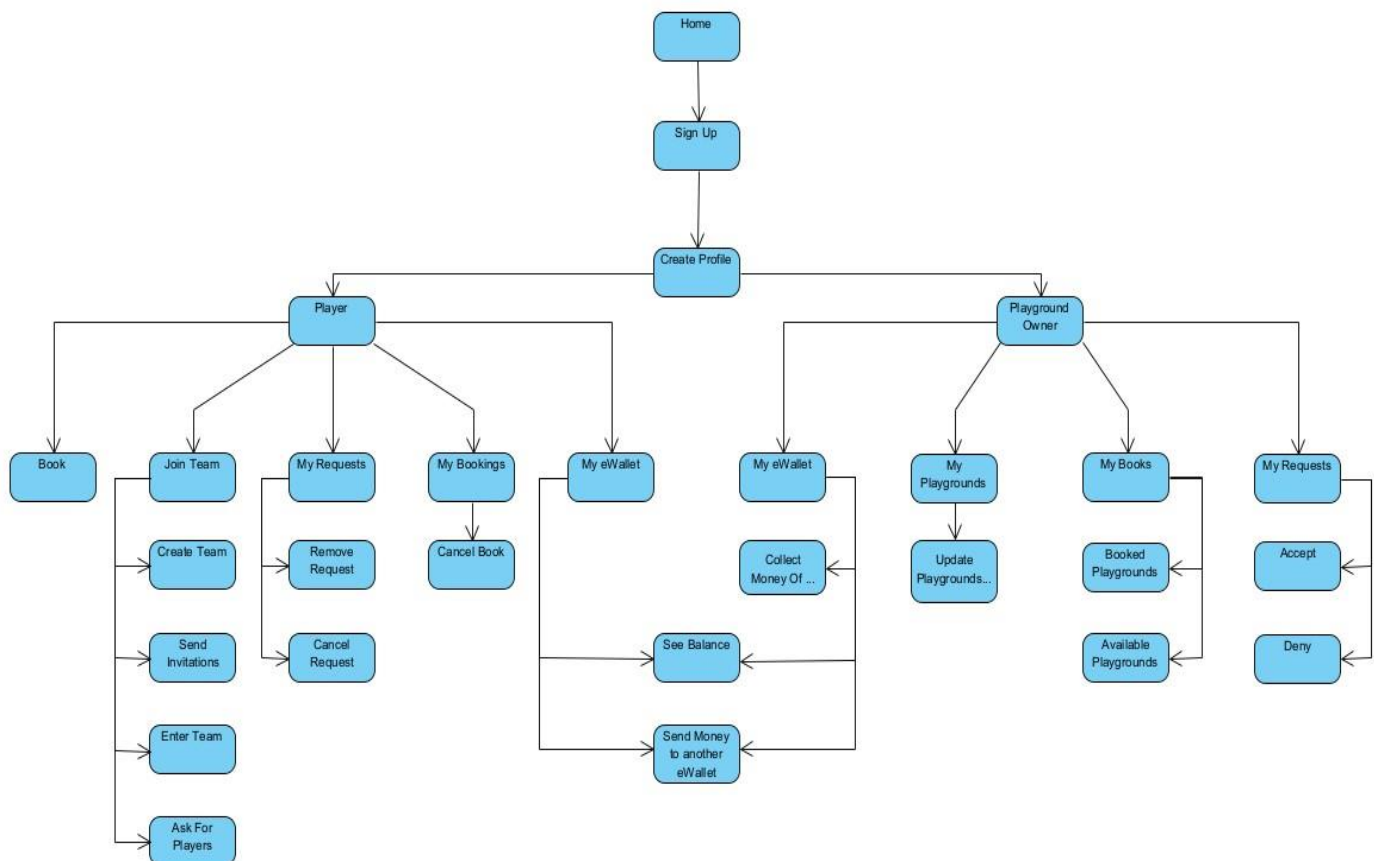 Home
Sign Up
Create Profile
Player
Playground
Owner
Book
Join Team
My Requests
My Bookings
My eWallet
My eWallet
My
Playgrounds
My Books
My Requests
Create Team
Remove
Request
Cancel Book
Collect
Money Of ...
Update
Playgrounds...
Booked
Playgrounds
Accept
Send
Invitations
Cancel
Request
See Balance
Available
Playgrounds
Deny
Enter Team
Send Money
to another
eWallet
Ask For
Players